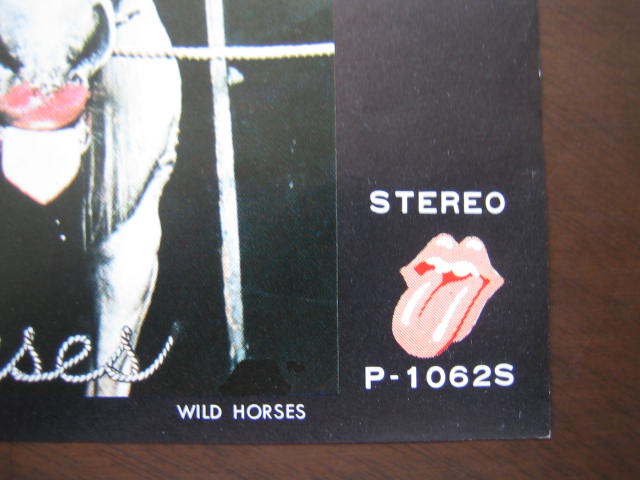 STEREO
P-1062S
WILD HORSES